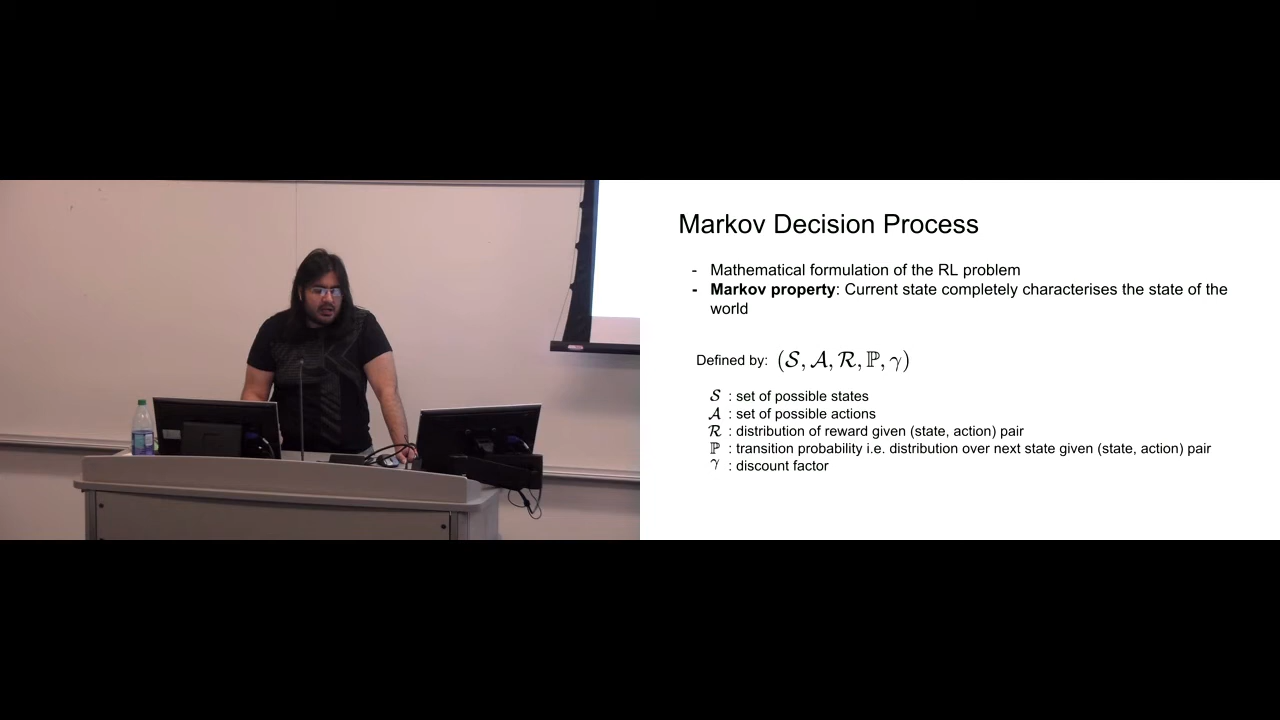 Markov Decision Process
- Mathematical formulation of the RL problem
- Markov property: Current state completely characterises the state of the
world
Defined by: (𝒮, 𝒜, ℛ, ℙ, γ)
𝒮 : set of possible states
𝒜 : set of possible actions
ℛ : distribution of reward given (state, action) pair
ℙ : transition probability i.e. distribution over next state given (state, action) pair
γ : discount factor